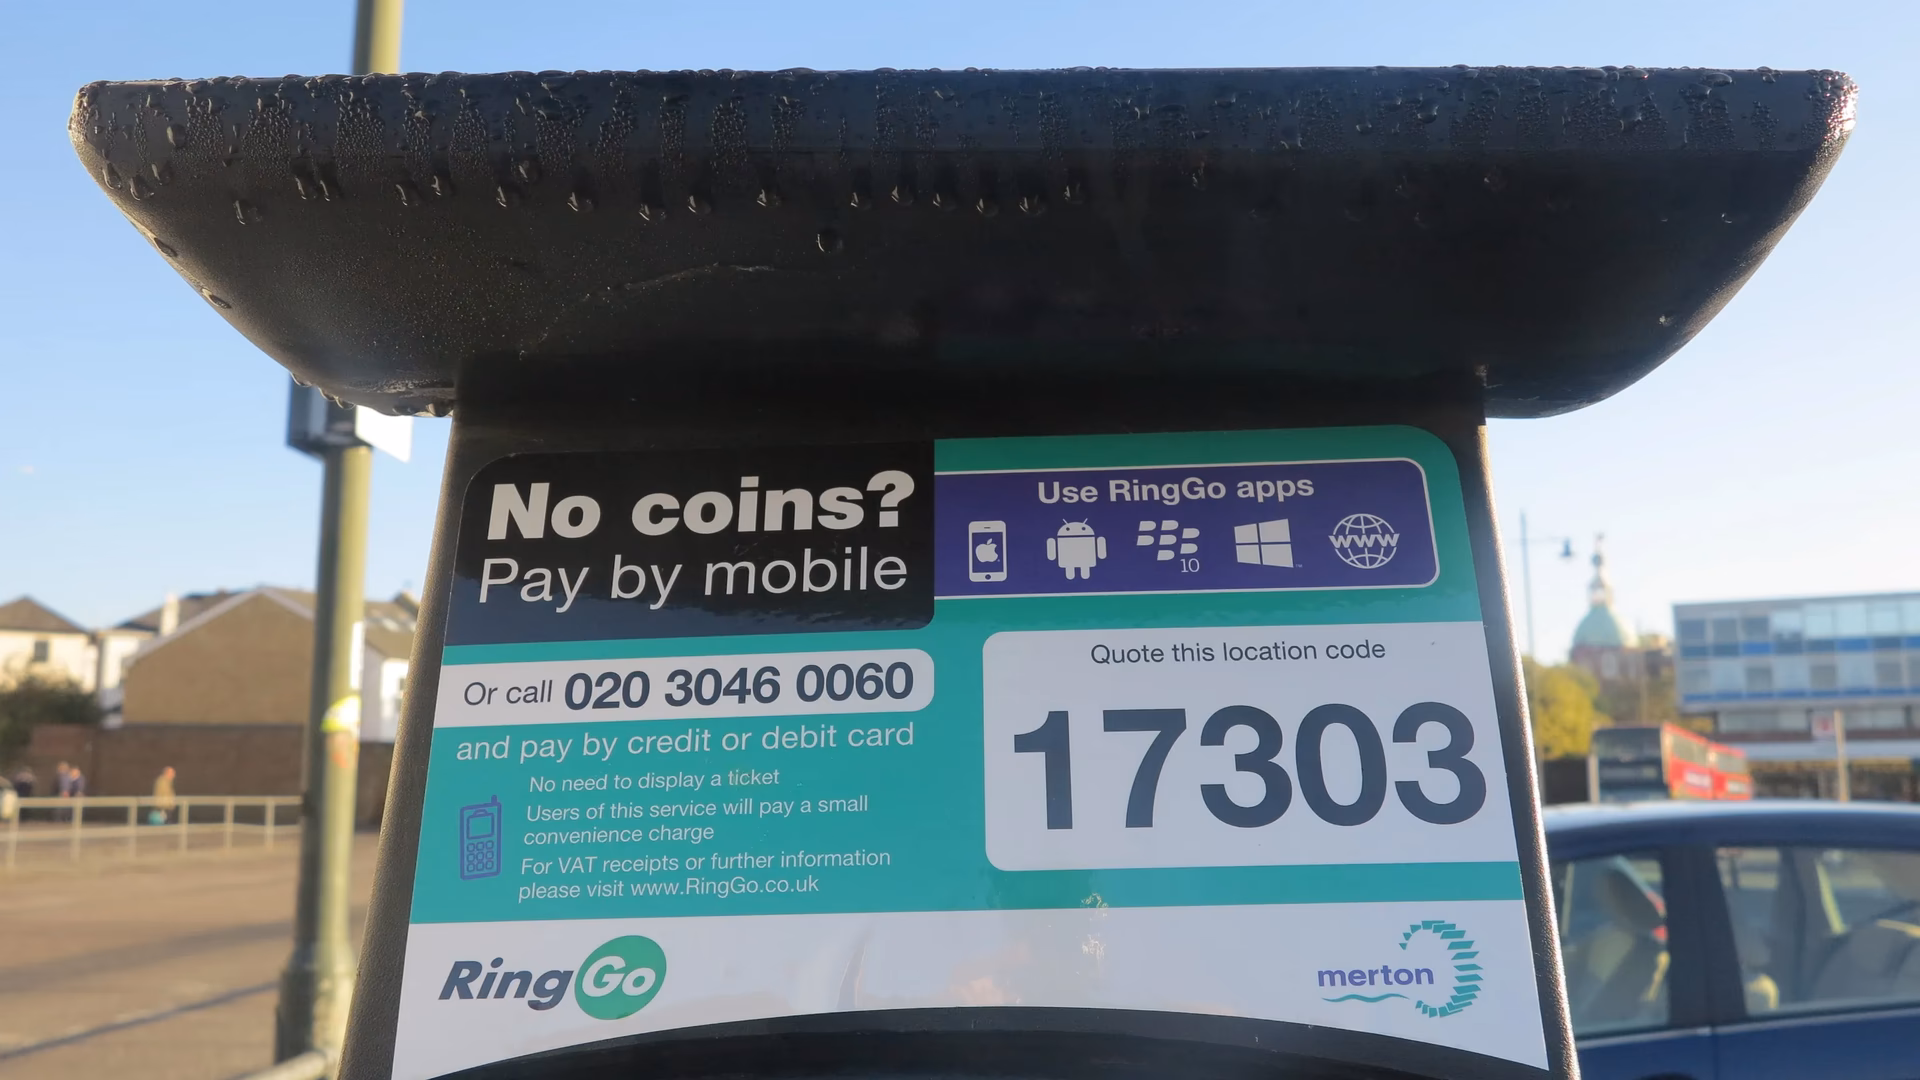 No coins?
Pay by mobile
Use RingGo apps
10
www
Or call 020 3046 0060
and pay by credit or debit card
No need to display a ticket
Users of this service will pay a small
convenience charge
For VAT receipts or further information
please visit www.RingGo.co.uk
Quote this location code
17303
RingGo
merton